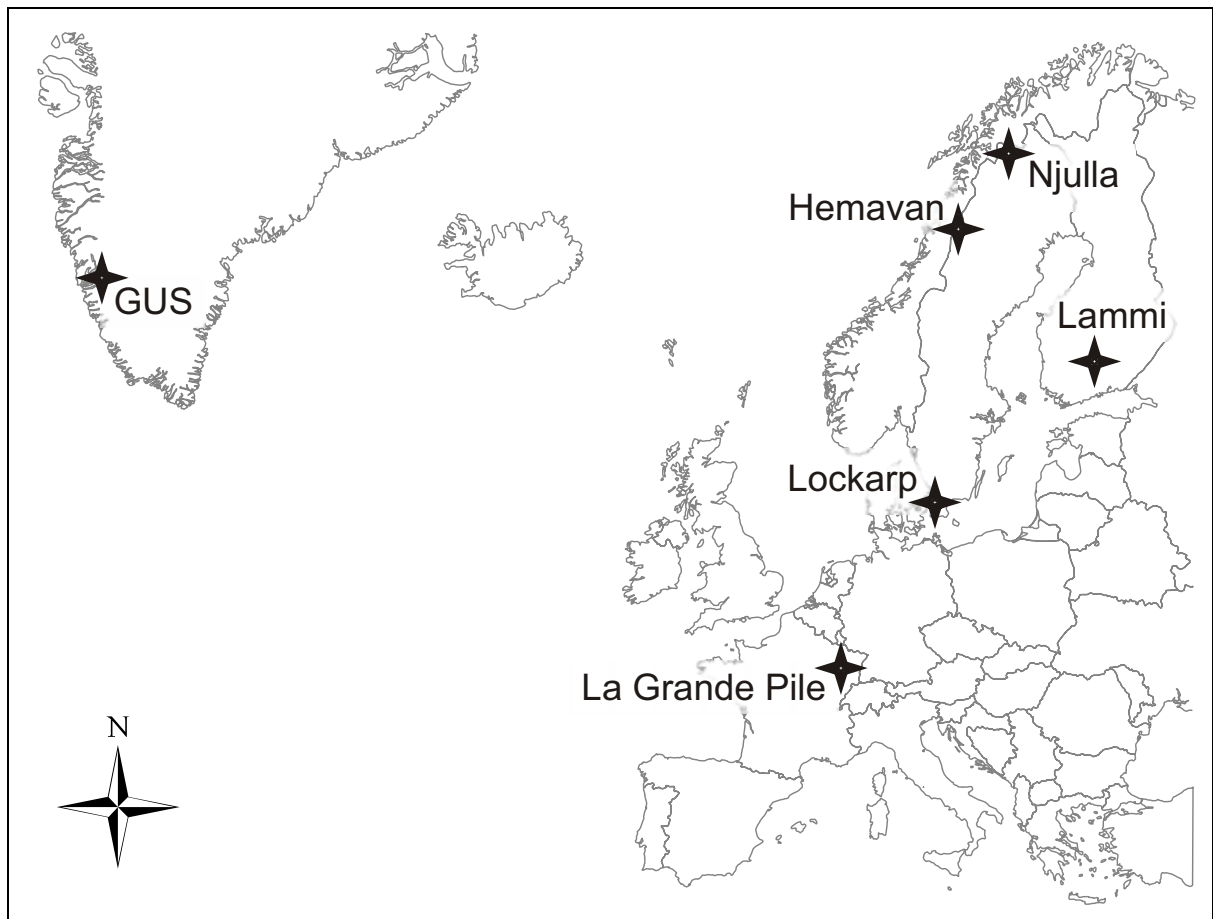 Njulla
Hemavan
GUS
Lammi
Lockarp
La Grande Pile
N